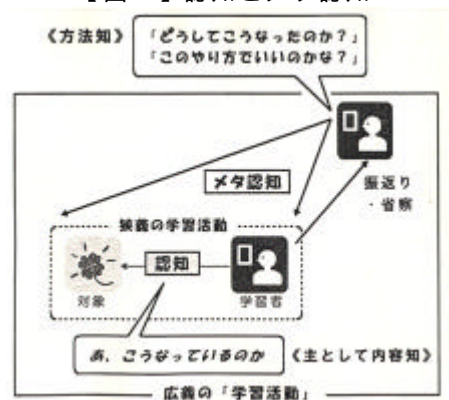 《方法知》
「どうしてこうなったのか？」
「このやり方でいいのかな？」
メタ認知
振返り
・省察
狭義の学習活動
認知
対象
学習者
あ、こうなっているのか
《主として内容知》
広義の「学習活動」